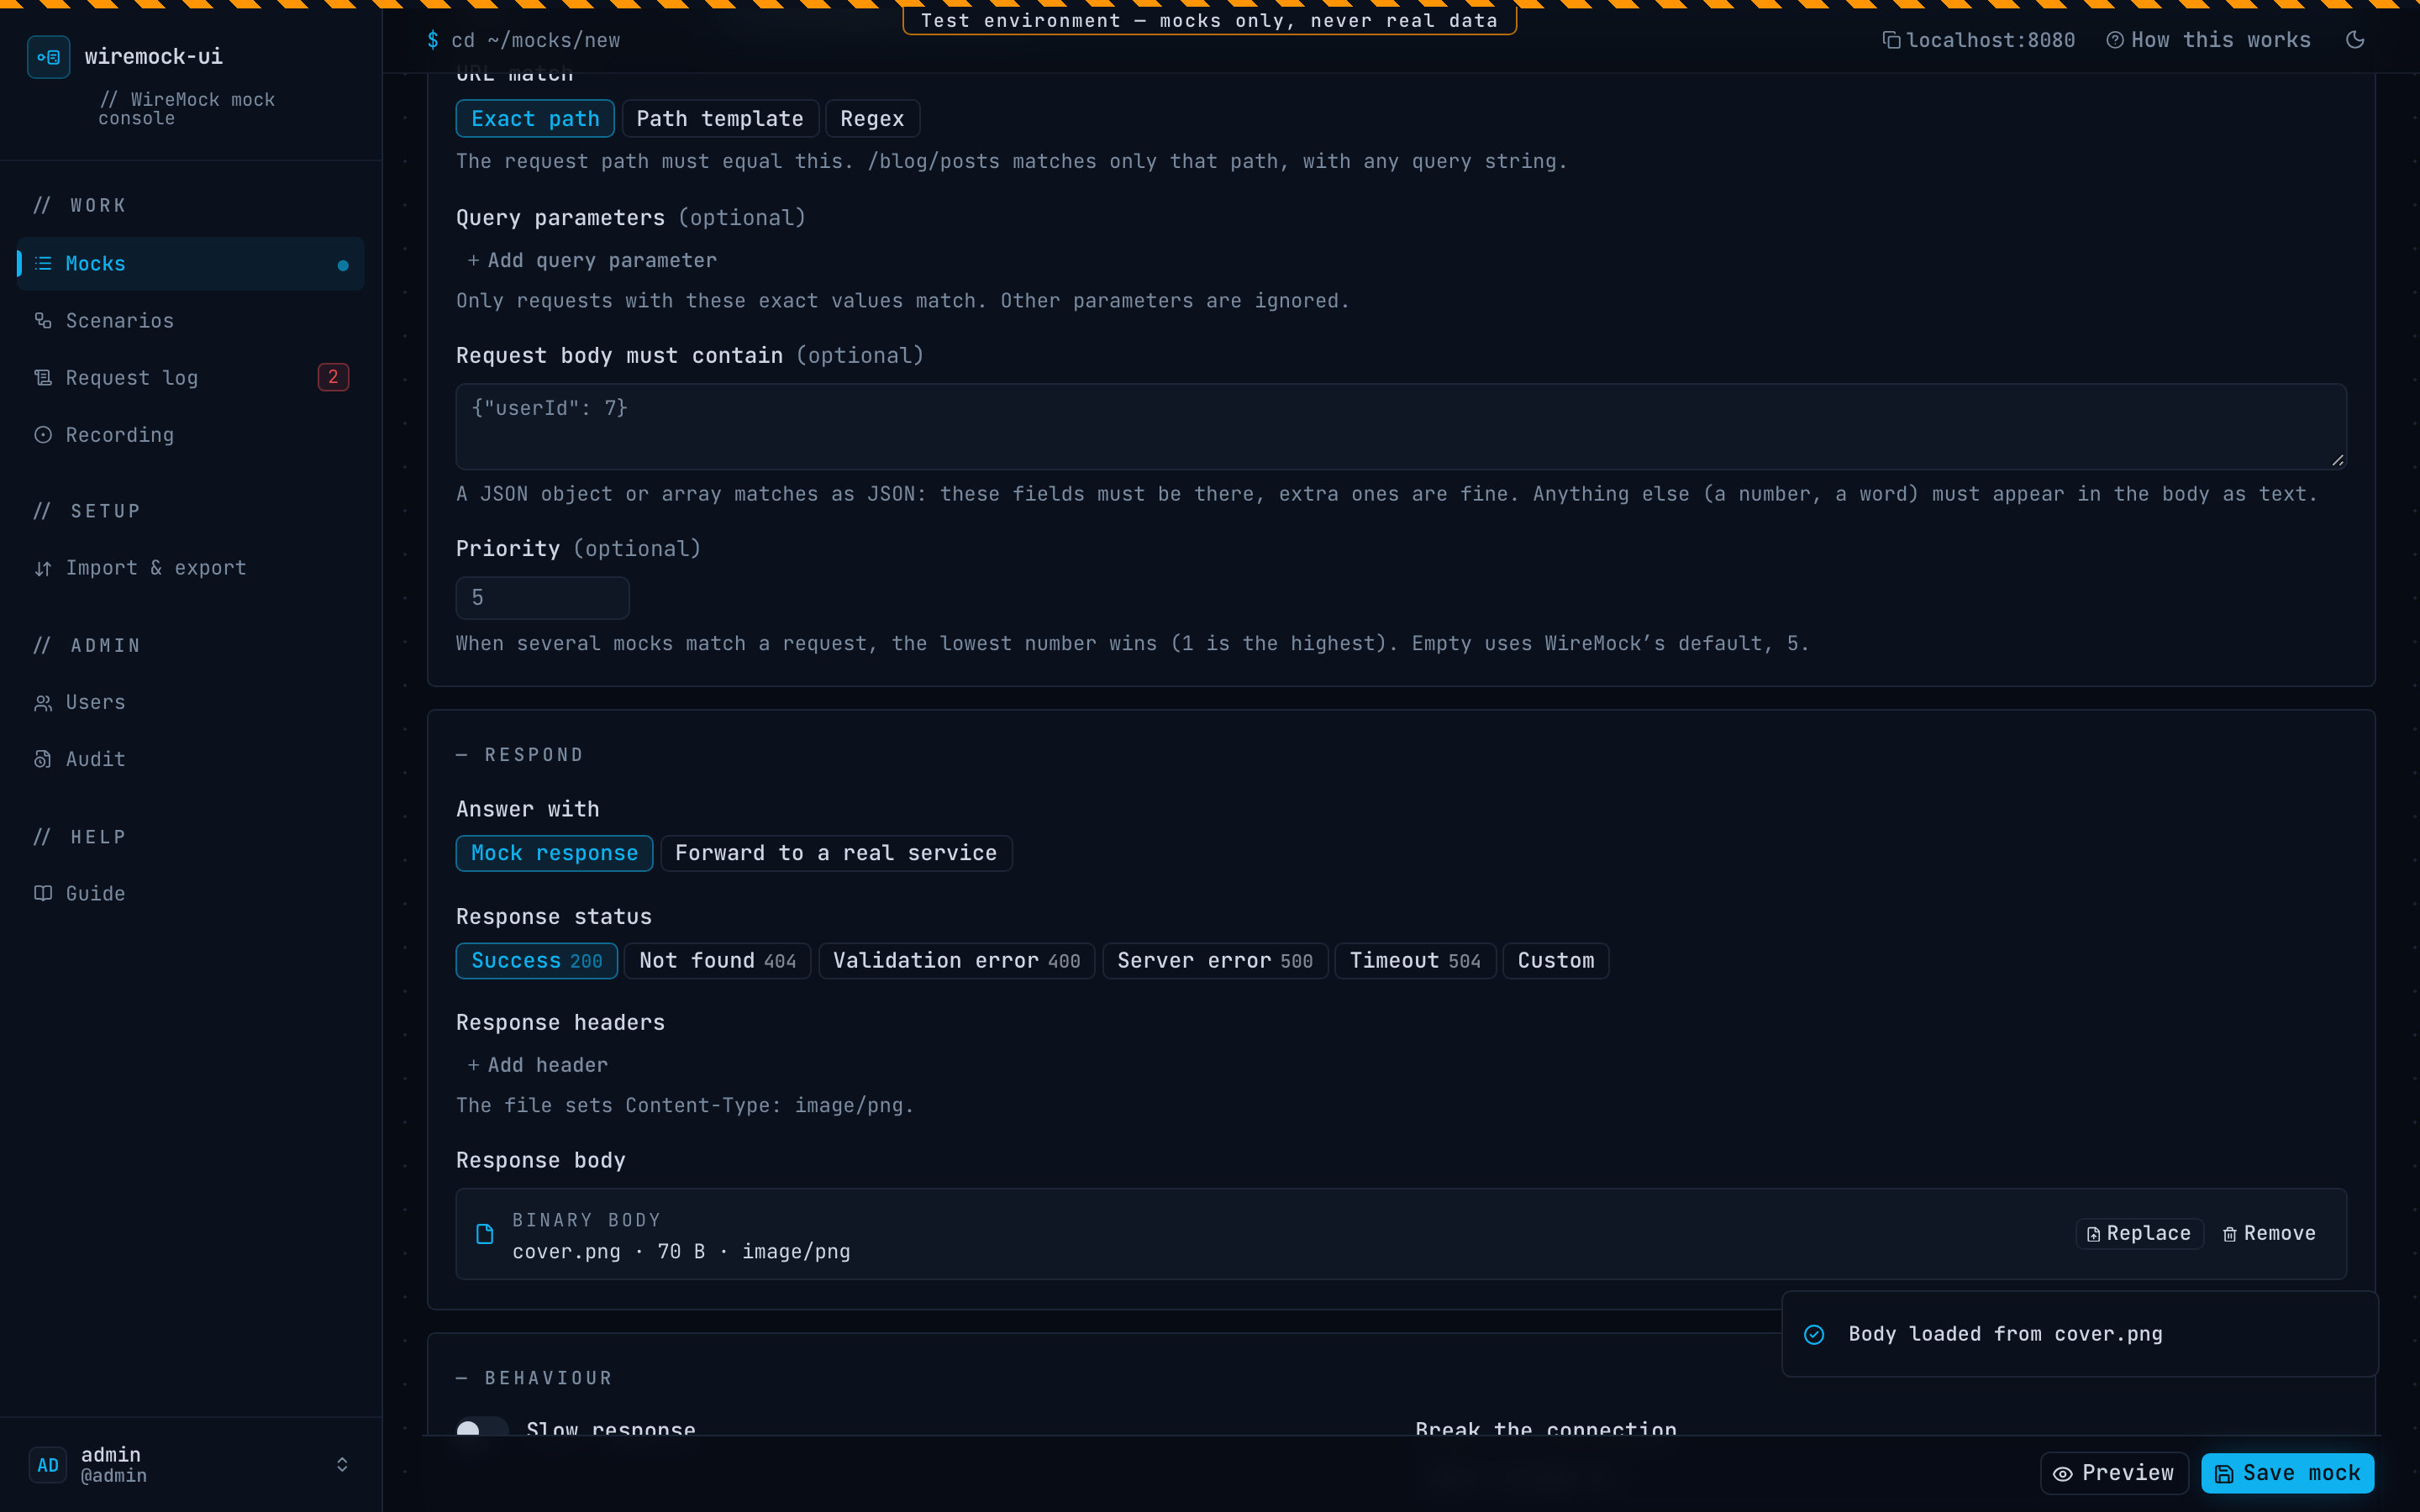 Test environment — mocks only, never real data
wiremock-ui
// WireMock mock
console
$ cd ~/mocks/new
localhost:8080
How this works
// WORK
Mocks
Scenarios
Request log 2
Recording
// SETUP
Import & export
// ADMIN
Users
Audit
// HELP
Guide
AD
admin
@admin
URL match
Exact path
Path template
Regex
The request path must equal this. /blog/posts matches only that path, with any query string.
Query parameters (optional)
+ Add query parameter
Only requests with these exact values match. Other parameters are ignored.
Request body must contain (optional)
{"userId": 7}
A JSON object or array matches as JSON: these fields must be there, extra ones are fine. Anything else (a number, a word) must appear in the body as text.
Priority (optional)
5
When several mocks match a request, the lowest number wins (1 is the highest). Empty uses WireMock’s default, 5.
— RESPOND
Answer with
Mock response
Forward to a real service
Response status
Success 200
Not found 404
Validation error 400
Server error 500
Timeout 504
Custom
Response headers
+ Add header
The file sets Content-Type: image/png.
Response body
BINARY BODY
cover.png · 70 B · image/png
Replace
Remove
Body loaded from cover.png
— BEHAVIOUR
Slow response
Break the connection
Preview
Save mock